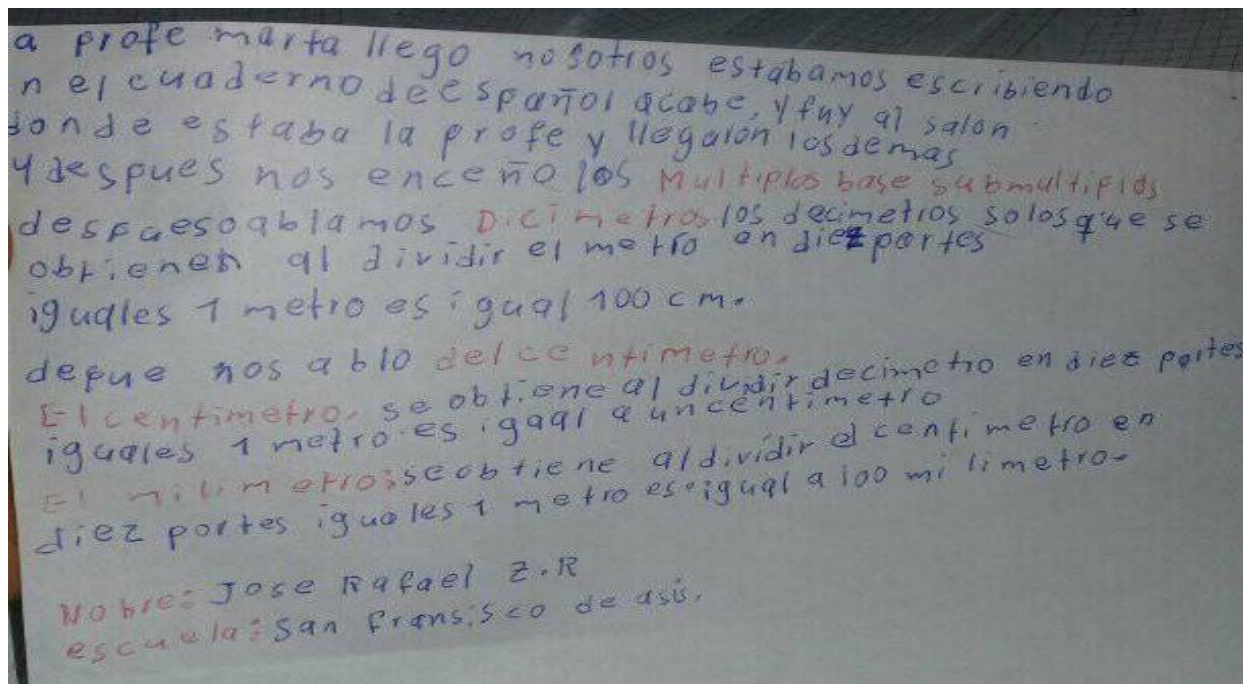 a profe marta llego nosotros estabamos escribiendo
n el cuaderno de español acabe, y fuy al salon
donde estaba la profe y llegaron los demas
y despues nos enceño los Multiplos base submultiplos
despues oablamos Dicimetros los decimetros solos que se
obtienen al dividir el metro en diez partes
iguales 1 metro es igual 100 cm.
depue nos ablo del centimetro.
El centimetro. se obtiene al dividir decimetro en diez partes
iguales 1 metro es igaal a un centimetro
El milimetro: se obtiene al dividir el centimetro en
diez partes iguales 1 metro es igual a 100 milimetro.
Nobre: Jose Rafael Z.R
escuela: San Fransisco de asis.